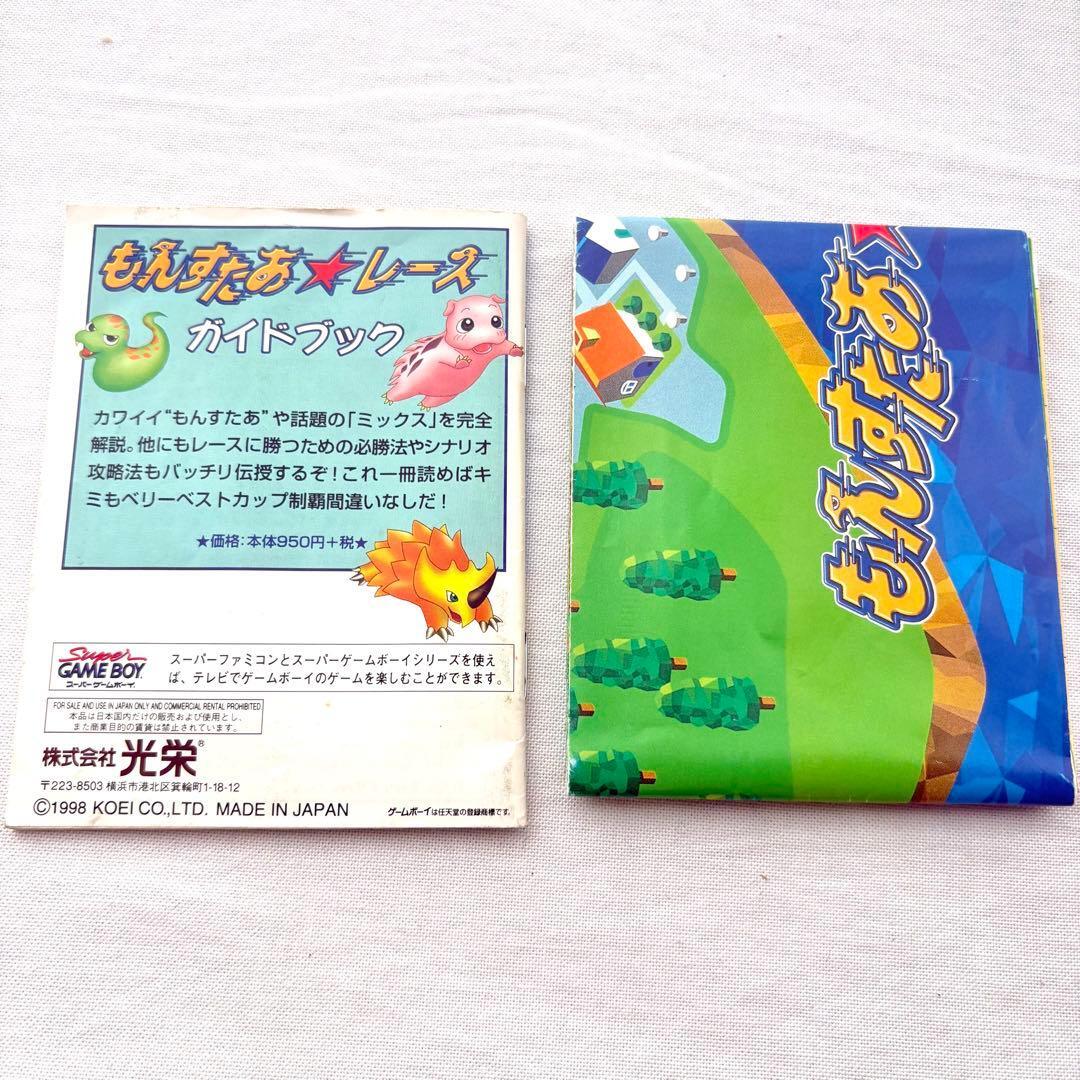 もんすたあ★レース
ガイドブック
カワイイ“もんすたあ”や話題の「ミックス」を完全
解説。他にもレースに勝つための必勝法やシナリオ
攻略法もバッチリ伝授するぞ！これ一冊読めばキ
ミもベリーベストカップ制覇間違いなしだ！
★価格：本体950円＋税★
Super
GAME BOY
スーパーゲームボーイ
スーパーファミコンとスーパーゲームボーイシリーズを使え
ば、テレビでゲームボーイのゲームを楽しむことができます。
FOR SALE AND USE IN JAPAN ONLY AND COMMERCIAL RENTAL PROHIBITED.
本品は日本国内だけの販売および使用とし、
また商業目的の賃貸は禁止されています。
株式会社 光栄®
〒223-8503 横浜市港北区箕輪町1-18-12
©1998 KOEI CO.,LTD. MADE IN JAPAN
ゲームボーイは任天堂の登録商標です。
もんすたあ★